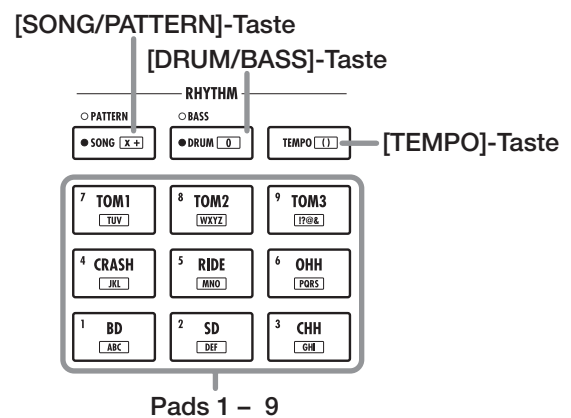 [SONG/PATTERN]-Taste
[DRUM/BASS]-Taste
RHYTHM
○ PATTERN ○ BASS
● SONG X + ● DRUM 0 TEMPO ( ) [TEMPO]-Taste
7 TOM1 8 TOM2 9 TOM3
TUV WXYZ !?@&
4 CRASH 5 RIDE 6 OHH
JKL MNO PQRS
1 BD 2 SD 3 CHH
ABC DEF GHI
Pads 1 – 9